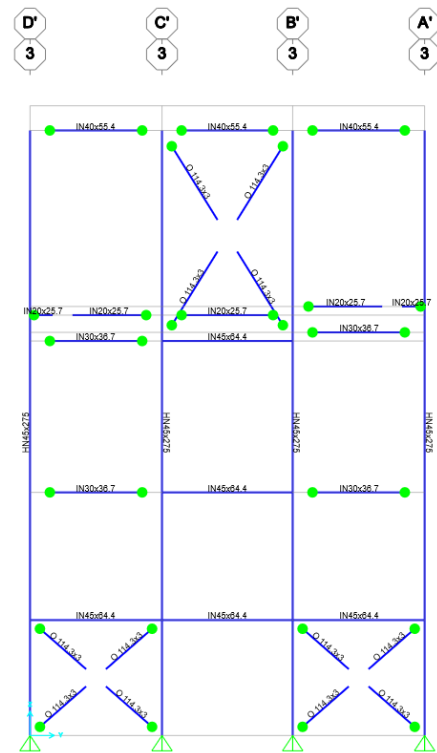 D' C' B' A'
3 3 3 3
IN40x55.4 IN40x55.4 IN40x55.4
O 114.3x3 O 114.3x3
O 114.3x3 O 114.3x3
IN20x25.7 IN20x25.7
IN20x25.7 IN20x25.7 IN20x25.7
IN30x36.7
IN30x36.7 IN45x64.4
HN45x275 HN45x275 HN45x275 HN45x275
IN30x36.7 IN45x64.4 IN30x36.7
IN45x64.4 IN45x64.4 IN45x64.4
O 114.3x3 O 114.3x3 O 114.3x3 O 114.3x3
O 114.3x3 O 114.3x3 O 114.3x3 O 114.3x3
Y